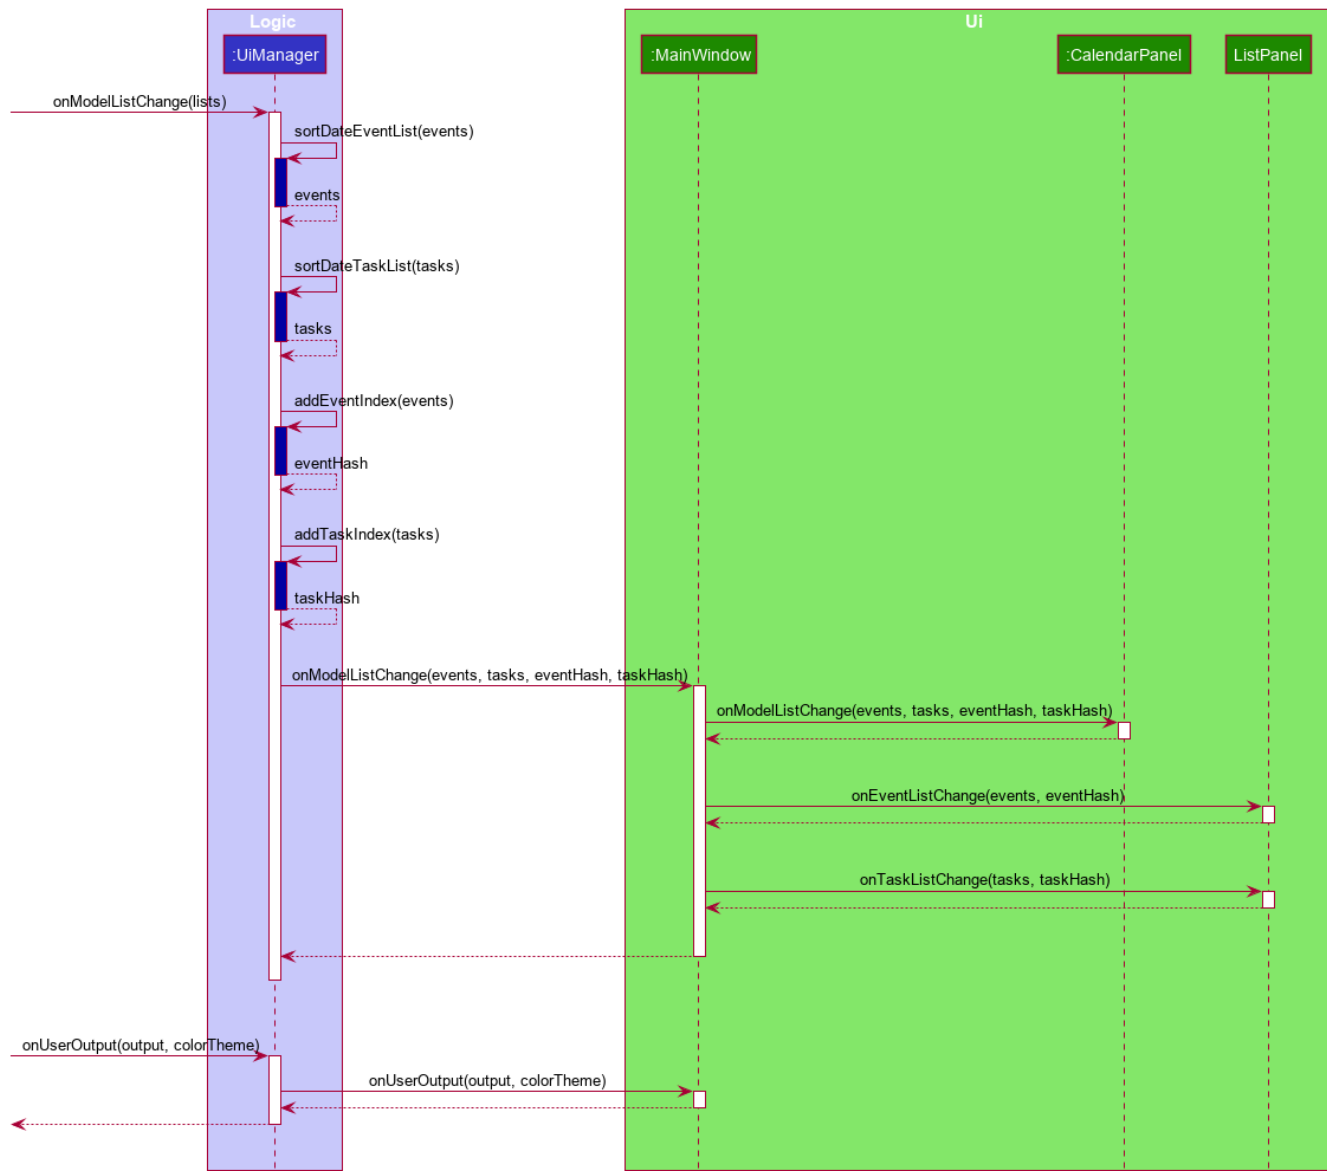 Logic
Ui
:UiManager
:MainWindow
:CalendarPanel
ListPanel
onModelListChange(lists)
sortDateEventList(events)
events
sortDateTaskList(tasks)
tasks
addEventIndex(events)
eventHash
addTaskIndex(tasks)
taskHash
onModelListChange(events, tasks, eventHash, taskHash)
onModelListChange(events, tasks, eventHash, taskHash)
onEventListChange(events, eventHash)
onTaskListChange(tasks, taskHash)
onUserOutput(output, colorTheme)
onUserOutput(output, colorTheme)